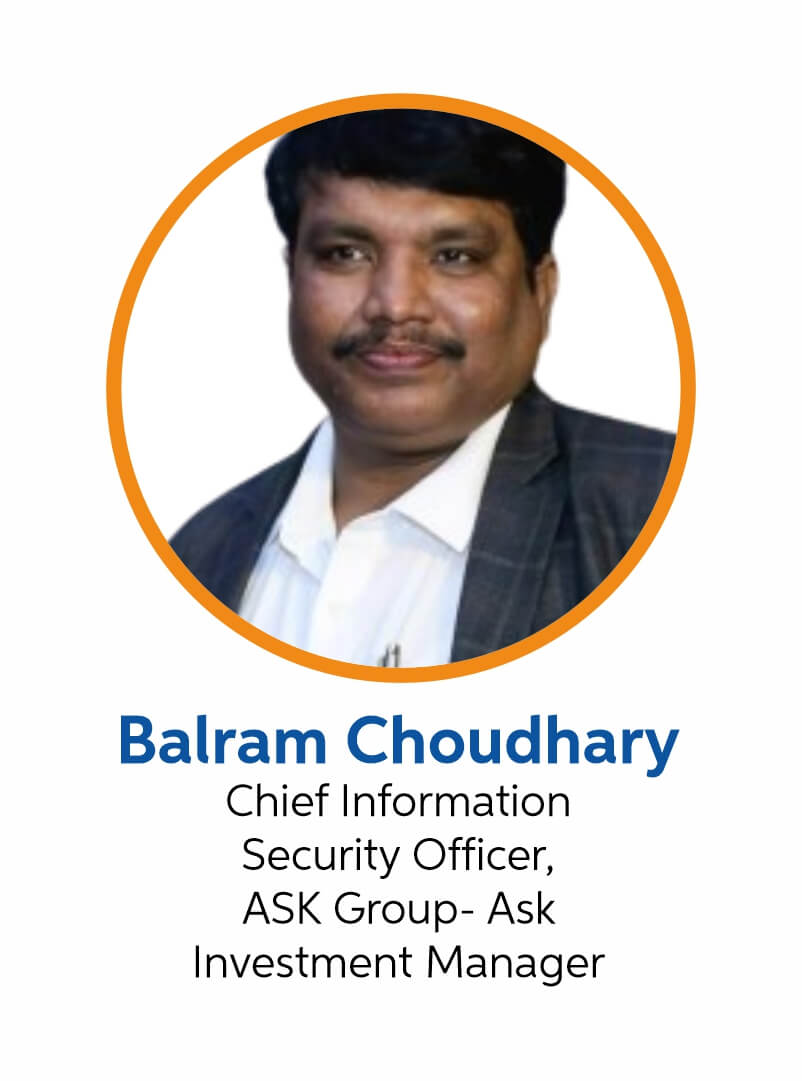 Balram Choudhary
Chief Information
Security Officer,
ASK Group- Ask
Investment Manager